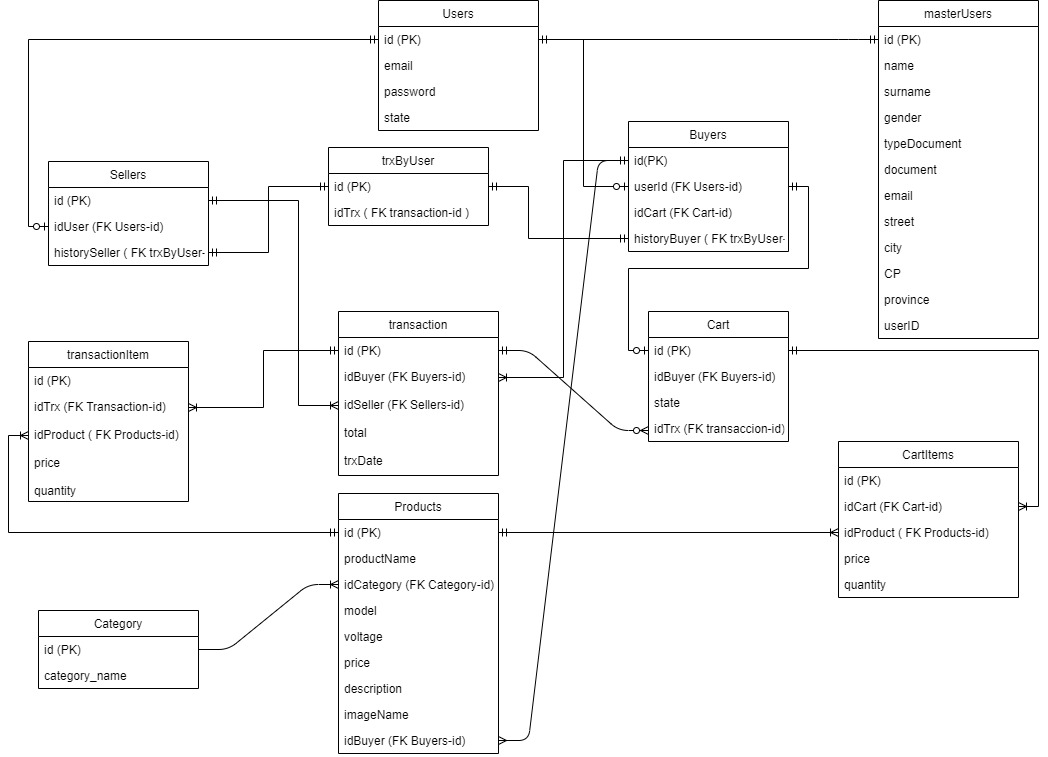 Users
id (PK)
email
password
state
masterUsers
id (PK)
name
surname
gender
typeDocument
document
email
street
city
CP
province
userID
Buyers
id(PK)
userId (FK Users-id)
idCart (FK Cart-id)
historyBuyer ( FK trxByUser-
trxByUser
id (PK)
idTrx ( FK transaction-id )
Sellers
id (PK)
idUser (FK Users-id)
historySeller ( FK trxByUser-
transaction
id (PK)
idBuyer (FK Buyers-id)
idSeller (FK Sellers-id)
total
trxDate
Cart
id (PK)
idBuyer (FK Buyers-id)
state
idTrx (FK transaccion-id)
transactionItem
id (PK)
idTrx (FK Transaction-id)
idProduct ( FK Products-id)
price
quantity
CartItems
id (PK)
idCart (FK Cart-id)
idProduct ( FK Products-id)
price
quantity
Products
id (PK)
productName
idCategory (FK Category-id)
model
voltage
price
description
imageName
idBuyer (FK Buyers-id)
Category
id (PK)
category_name